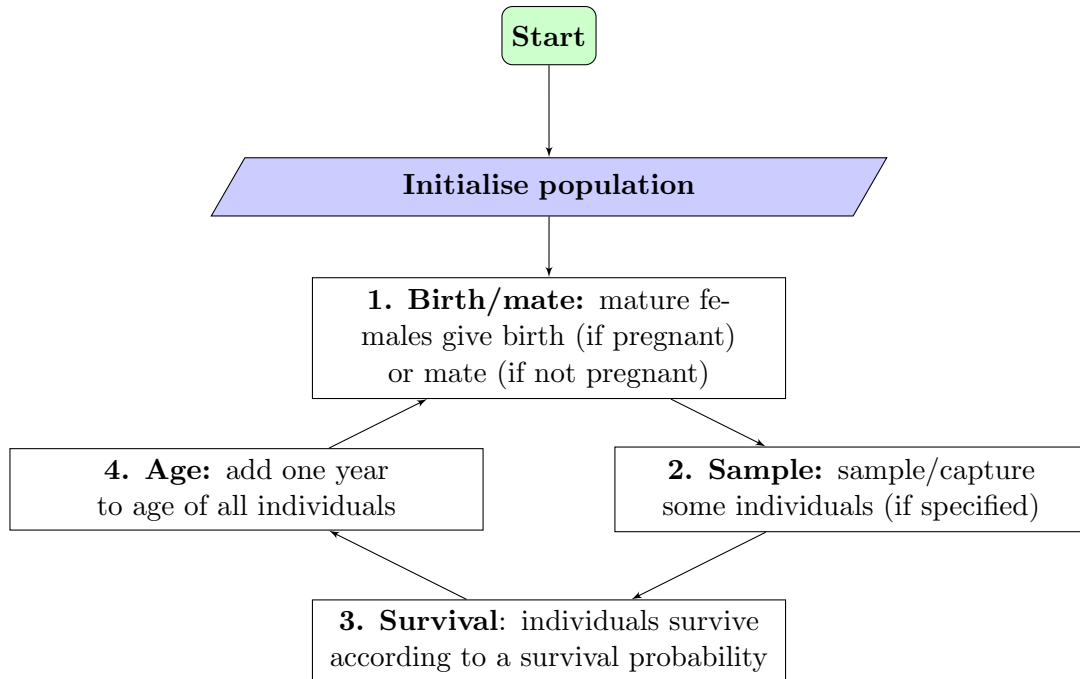 Start
Initialise population
1. Birth/mate: mature fe-
males give birth (if pregnant)
or mate (if not pregnant)
2. Sample: sample/capture
some individuals (if specified)
3. Survival: individuals survive
according to a survival probability
4. Age: add one year
to age of all individuals